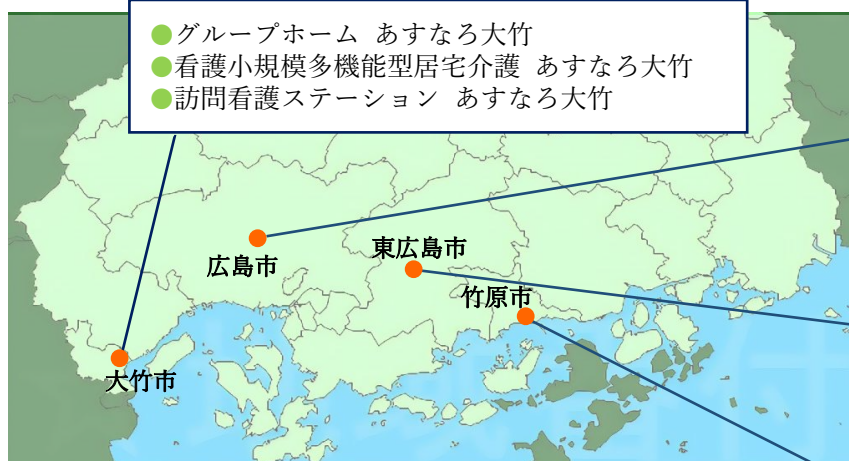 ●グループホーム あすなろ大竹
●看護小規模多機能型居宅介護 あすなろ大竹
●訪問看護ステーション あすなろ大竹
東広島市
広島市
竹原市
大竹市